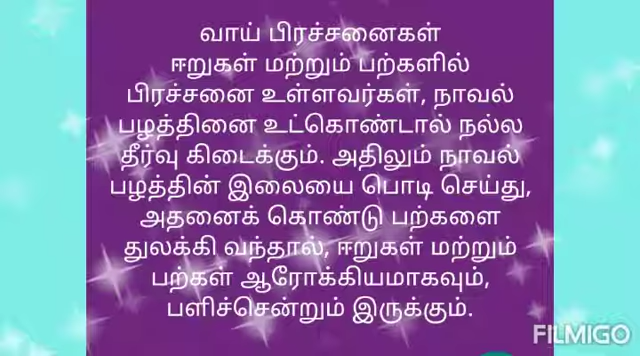 வாய் பிரச்சனைகள்
ஈறுகள் மற்றும் பற்களில்
பிரச்சனை உள்ளவர்கள், நாவல்
பழத்தினை உட்கொண்டால் நல்ல
தீர்வு கிடைக்கும். அதிலும் நாவல்
பழத்தின் இலையை பொடி செய்து,
அதனைக் கொண்டு பற்களை
துலக்கி வந்தால், ஈறுகள் மற்றும்
பற்கள் ஆரோக்கியமாகவும்,
பளிச்சென்றும் இருக்கும்.
FILMIGO